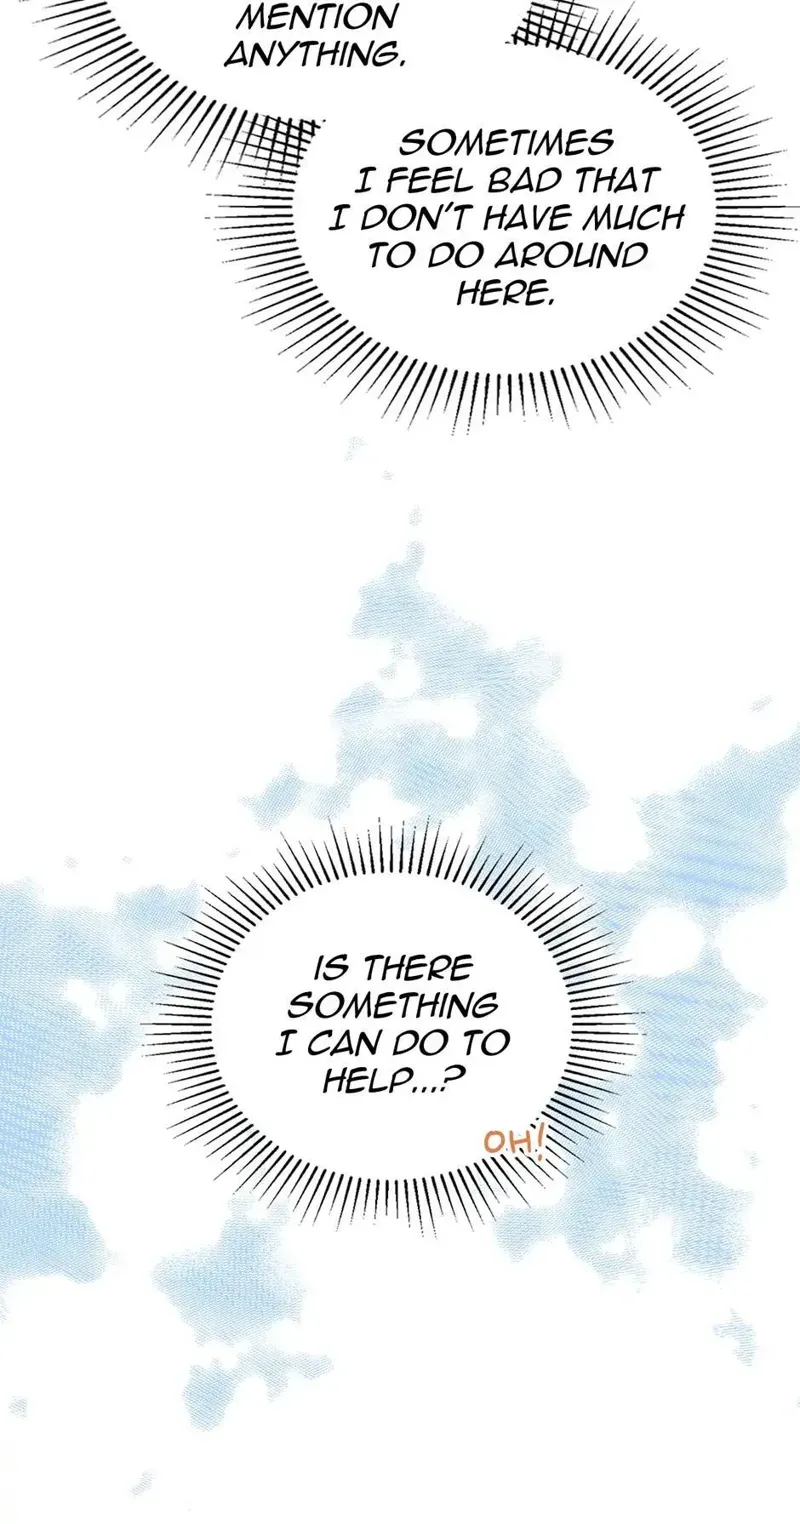 MENTION
ANYTHING.
SOMETIMES
I FEEL BAD THAT
I DON'T HAVE MUCH
TO DO AROUND
HERE.
IS THERE
SOMETHING
I CAN DO TO
HELP...?
OH!